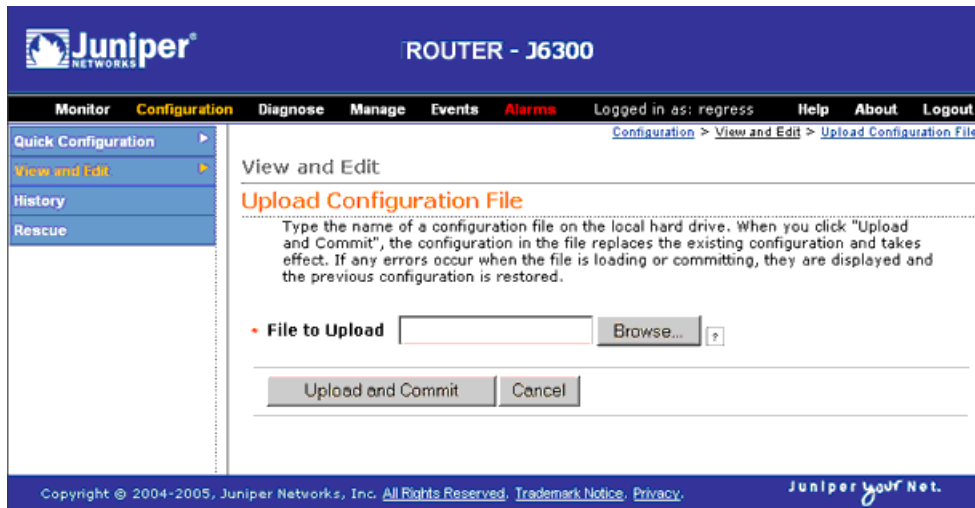 Juniper®
NETWORKS
ROUTER - J6300
Monitor Configuration Diagnose Manage Events Alarms Logged in as: regress Help About Logout
Configuration > View and Edit > Upload Configuration File
Quick Configuration
View and Edit
History
Rescue
View and Edit
Upload Configuration File
Type the name of a configuration file on the local hard drive. When you click "Upload
and Commit", the configuration in the file replaces the existing configuration and takes
effect. If any errors occur when the file is loading or committing, they are displayed and
the previous configuration is restored.
* File to Upload Browse... ?
Upload and Commit Cancel
Copyright © 2004-2005, Juniper Networks, Inc. All Rights Reserved. Trademark Notice. Privacy.
Juniper your Net.